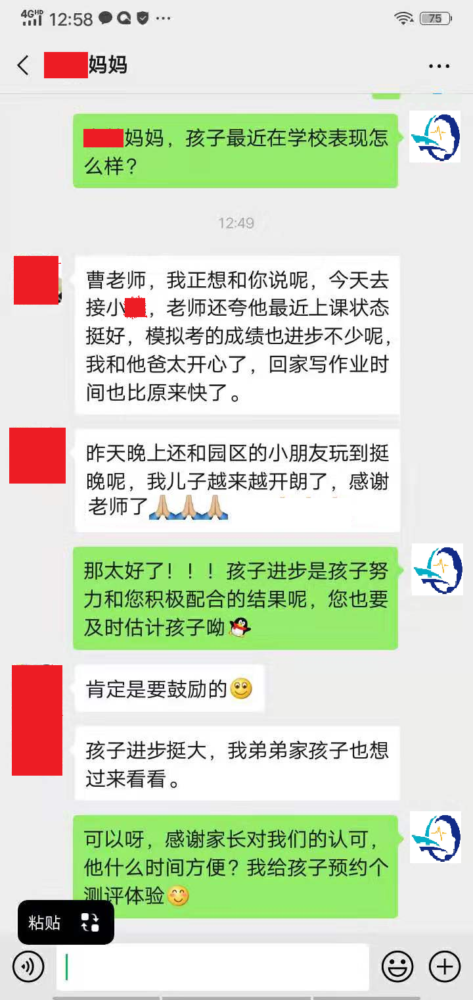 4GHD 12:58 75
妈妈
妈妈，孩子最近在学校表现怎
么样？
12:49
曹老师，我正想和你说呢，今天去
接小，老师还夸他最近上课状态
挺好，模拟考的成绩也进步不少呢，
我和他爸太开心了，回家写作业时
间也比原来快了。
昨天晚上还和园区的小朋友玩到挺
晚呢，我儿子越来越开朗了，感谢
老师了🙏🙏🙏
那太好了！！！孩子进步是孩子努
力和您积极配合的结果呢，您也要
及时估计孩子呦
肯定是要鼓励的
孩子进步挺大，我弟弟家孩子也想
过来看看。
可以呀，感谢家长对我们的认可，
他什么时间方便？我给孩子预约个
测评体验
粘贴